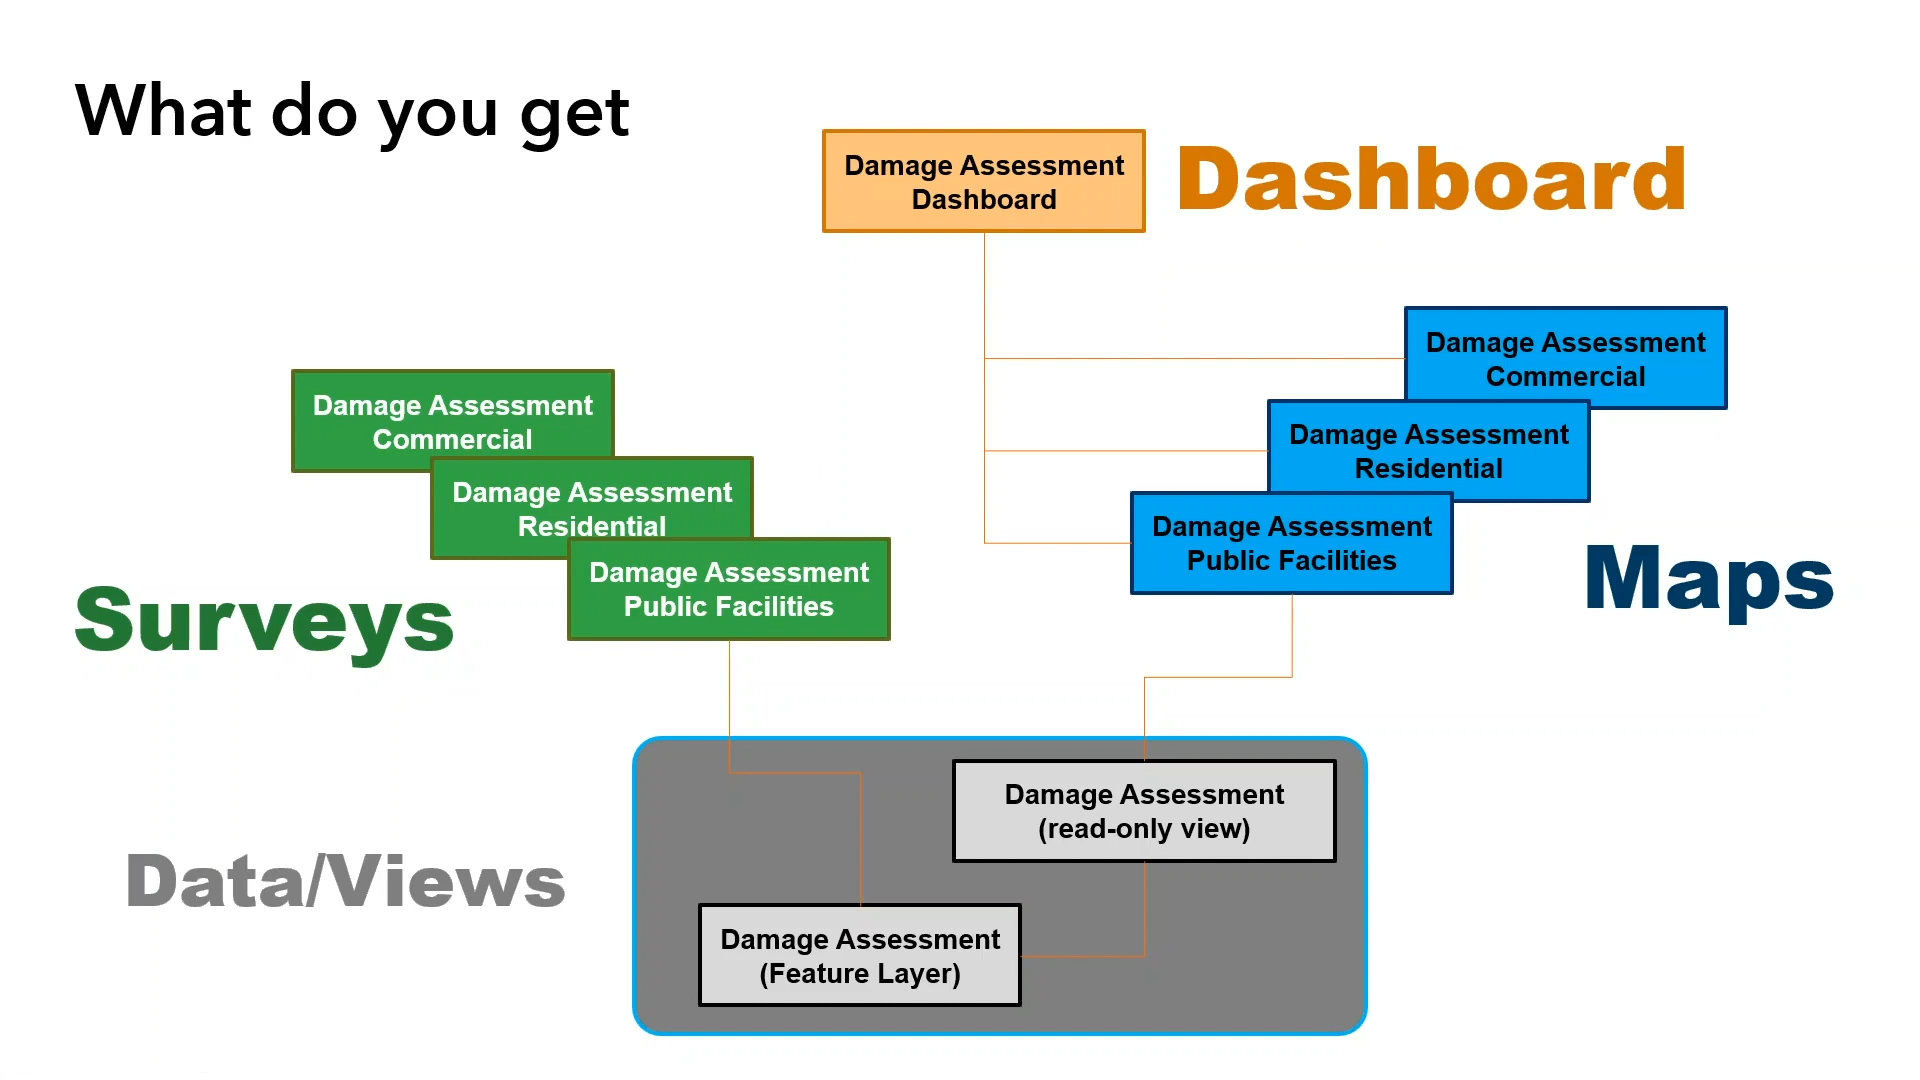 What do you get
Damage Assessment
Dashboard
Dashboard
Damage Assessment
Commercial
Damage Assessment
Residential
Damage Assessment
Public Facilities
Maps
Damage Assessment
Commercial
Damage Assessment
Residential
Damage Assessment
Public Facilities
Surveys
Data/Views
Damage Assessment
(read-only view)
Damage Assessment
(Feature Layer)